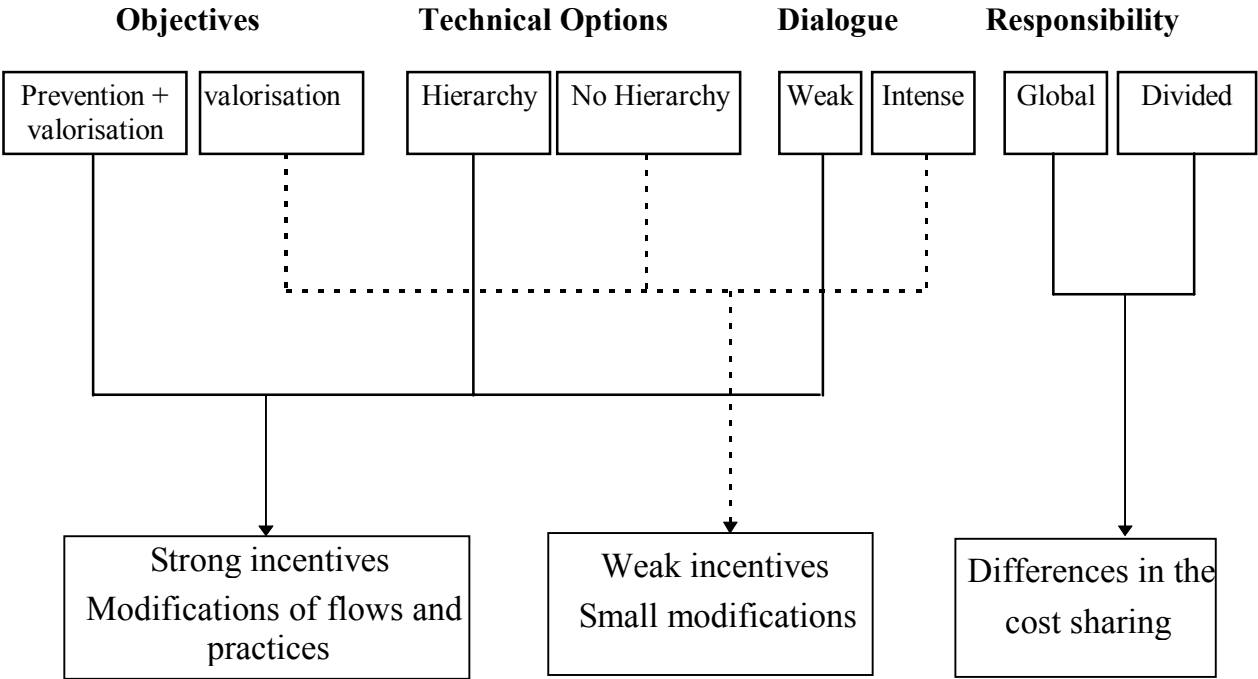 Objectives Technical Options Dialogue Responsibility
Prevention + valorisation Hierarchy No Hierarchy Weak Intense Global Divided
valorisation
Strong incentives
Modifications of flows and
practices
Weak incentives
Small modifications
Differences in the
cost sharing